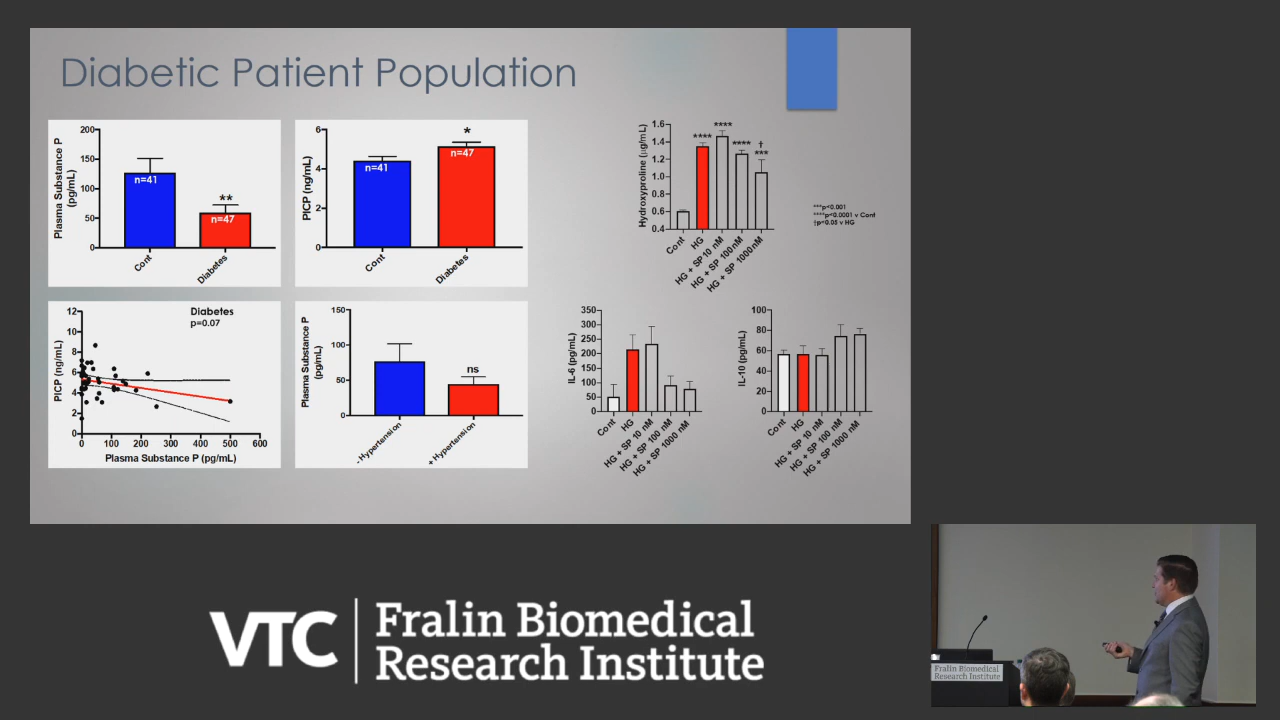 Diabetic Patient Population
Plasma Substance P
(pg/mL)
200
150
100
50
0
n=41
**
n=47
Cont
Diabetes
PICP (ng/mL)
6
4
2
0
n=41
*
n=47
Cont
Diabetes
PICP (ng/mL)
12
10
8
6
4
2
0
Diabetes
p=0.07
0 100 200 300 400 500 600
Plasma Substance P (pg/mL)
Plasma Substance P
(pg/mL)
150
100
50
0
ns
- Hypertension
+ Hypertension
Hydroxyproline (µg/mL)
1.6
1.4
1.2
1.0
0.8
0.6
0.4
****
****
****
†
***
Cont
HG
HG + SP 10 nM
HG + SP 100nM
HG + SP 1000nM
***p<0.001
****p<0.0001 v Cont
†p<0.05 v HG
IL-6 (pg/mL)
350
300
250
200
150
100
50
0
Cont
HG
HG + SP 10 nM
HG + SP 100 nM
HG + SP 1000 nM
IL-10 (pg/mL)
100
80
60
40
20
0
Cont
HG
HG + SP 10 nM
HG + SP 100 nM
HG + SP 1000 nM
VTC
Fralin Biomedical
Research Institute
Fralin Biomedical
Research Institute